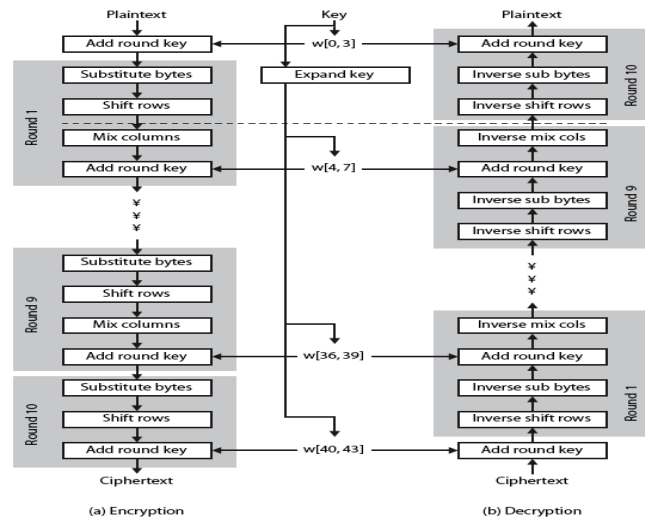 Plaintext
Key
Plaintext
Add round key
w[0, 3]
Add round key
Round 1
Substitute bytes
Expand key
Inverse sub bytes
Round 10
Shift rows
Inverse shift rows
Mix columns
Inverse mix cols
Add round key
w[4, 7]
Add round key
Round 9
Inverse sub bytes
Inverse shift rows
¥
¥
¥
Round 9
Substitute bytes
Shift rows
Mix columns
Add round key
w[36, 39]
¥
¥
¥
Inverse mix cols
Add round key
Round 1
Round 10
Substitute bytes
Inverse sub bytes
Shift rows
Inverse shift rows
Add round key
w[40, 43]
Add round key
Ciphertext
Ciphertext
(a) Encryption
(b) Decryption